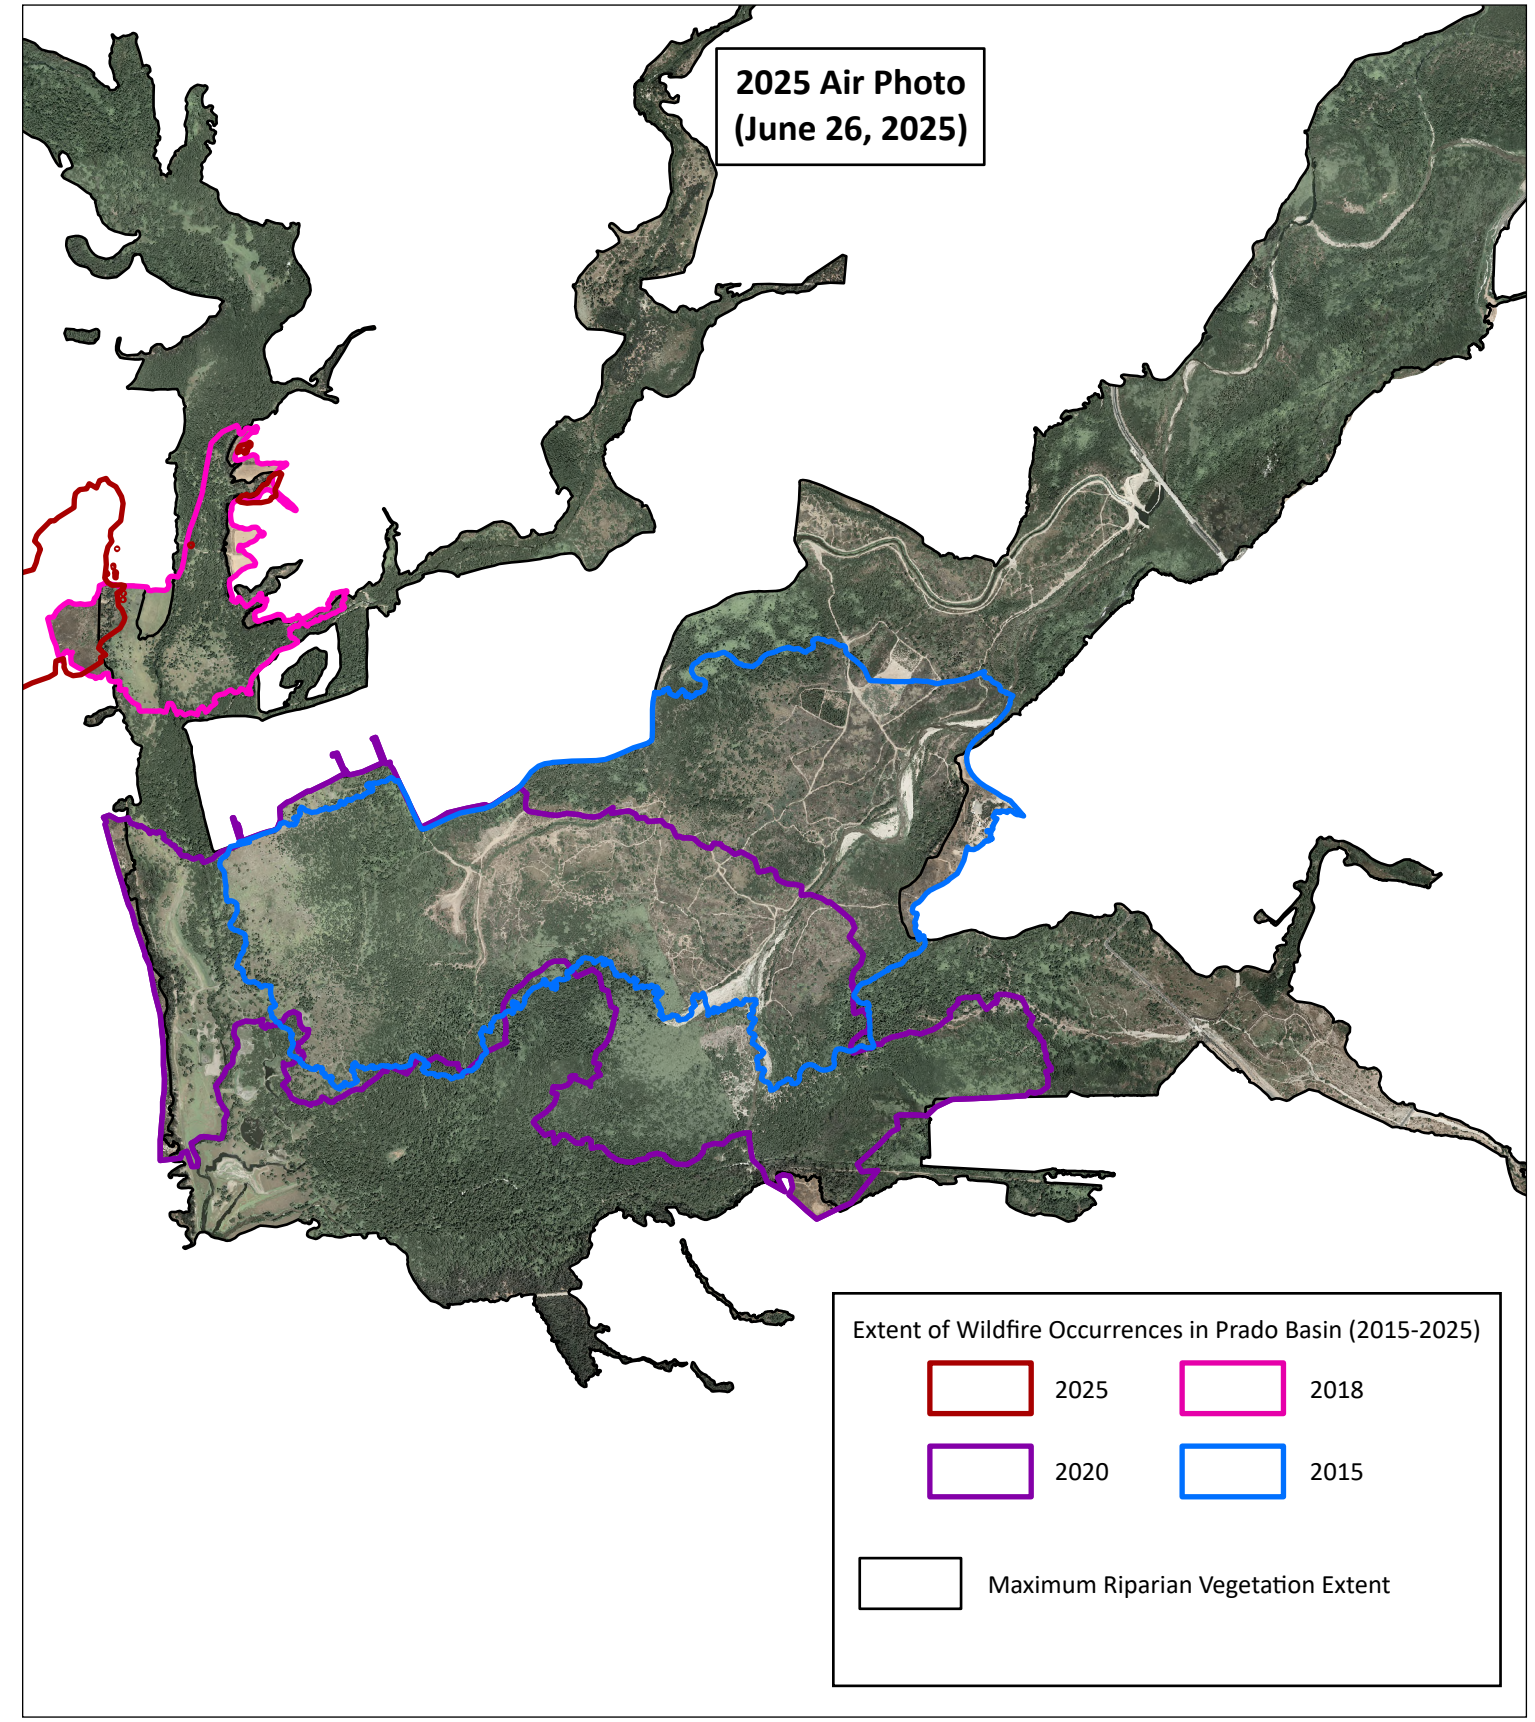 2025 Air Photo
(June 26, 2025)
Extent of Wildfire Occurrences in Prado Basin (2015-2025)
2025
2018
2020
2015
Maximum Riparian Vegetation Extent